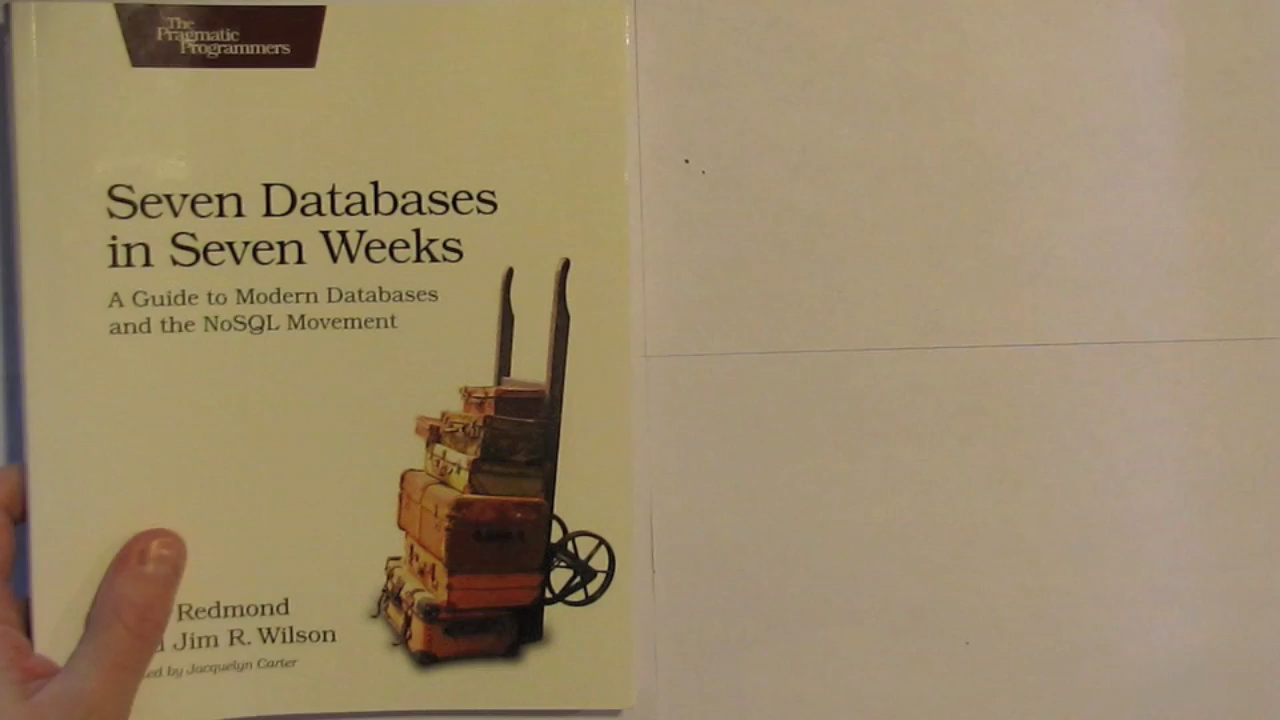 The
Pragmatic
Programmers
Seven Databases
in Seven Weeks
A Guide to Modern Databases
and the NoSQL Movement
Redmond
Jim R. Wilson
by Jacquelyn Carter